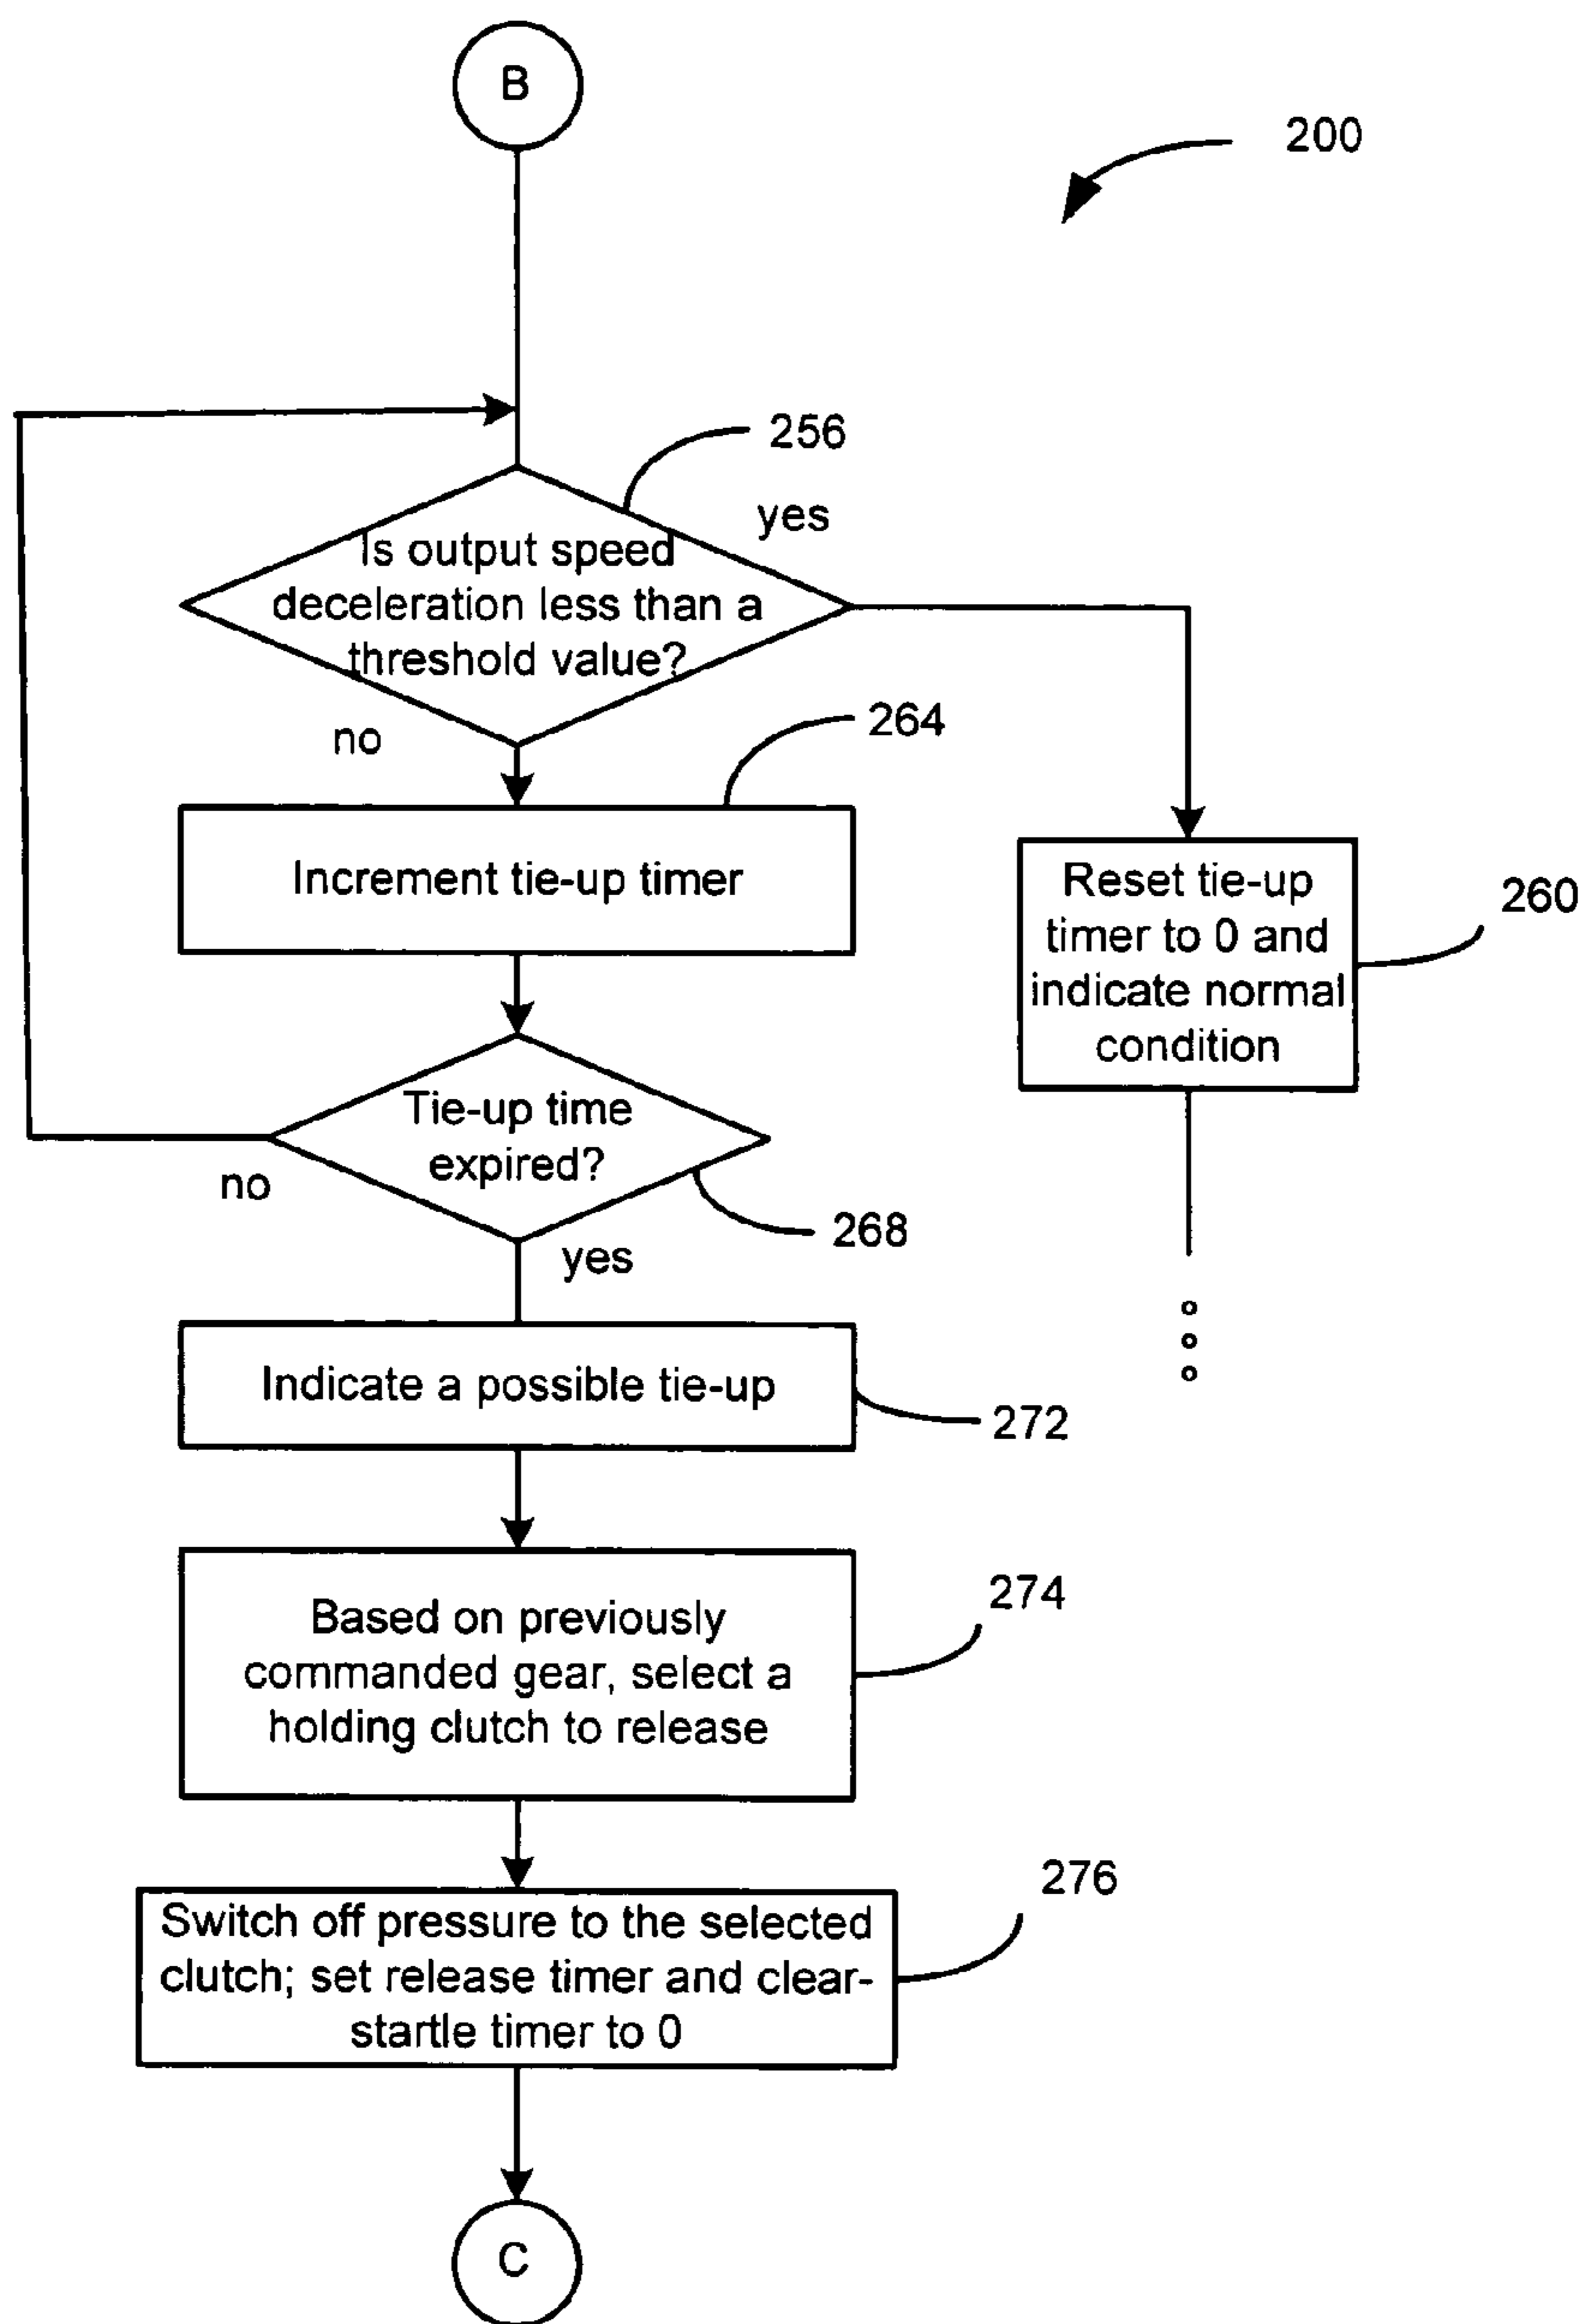 B
200
256
yes
Is output speed
deceleration less than a
threshold value?
no
264
Increment tie-up timer
Reset tie-up
timer to 0 and
indicate normal
condition
260
Tie-up time
expired?
no
268
yes
Indicate a possible tie-up
272
Based on previously
commanded gear, select a
holding clutch to release
274
276
Switch off pressure to the selected
clutch; set release timer and clear-
startle timer to 0
C